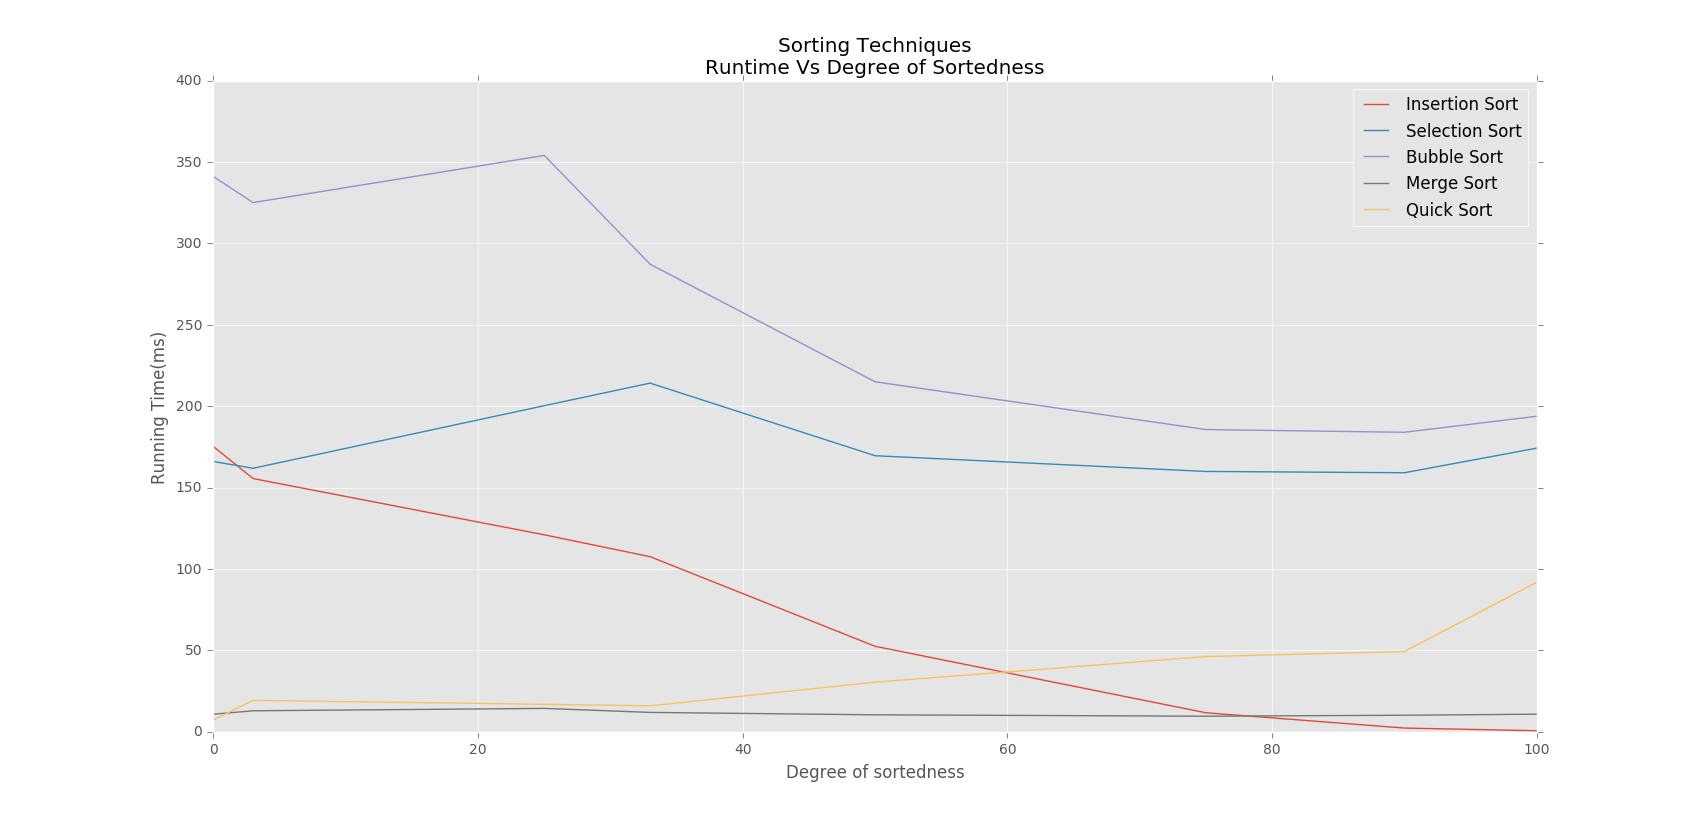 Sorting Techniques
Runtime Vs Degree of Sortedness
400
350
300
250
200
150
100
50
0
Running Time(ms)
Insertion Sort
Selection Sort
Bubble Sort
Merge Sort
Quick Sort
0 20 40 60 80 100
Degree of sortedness